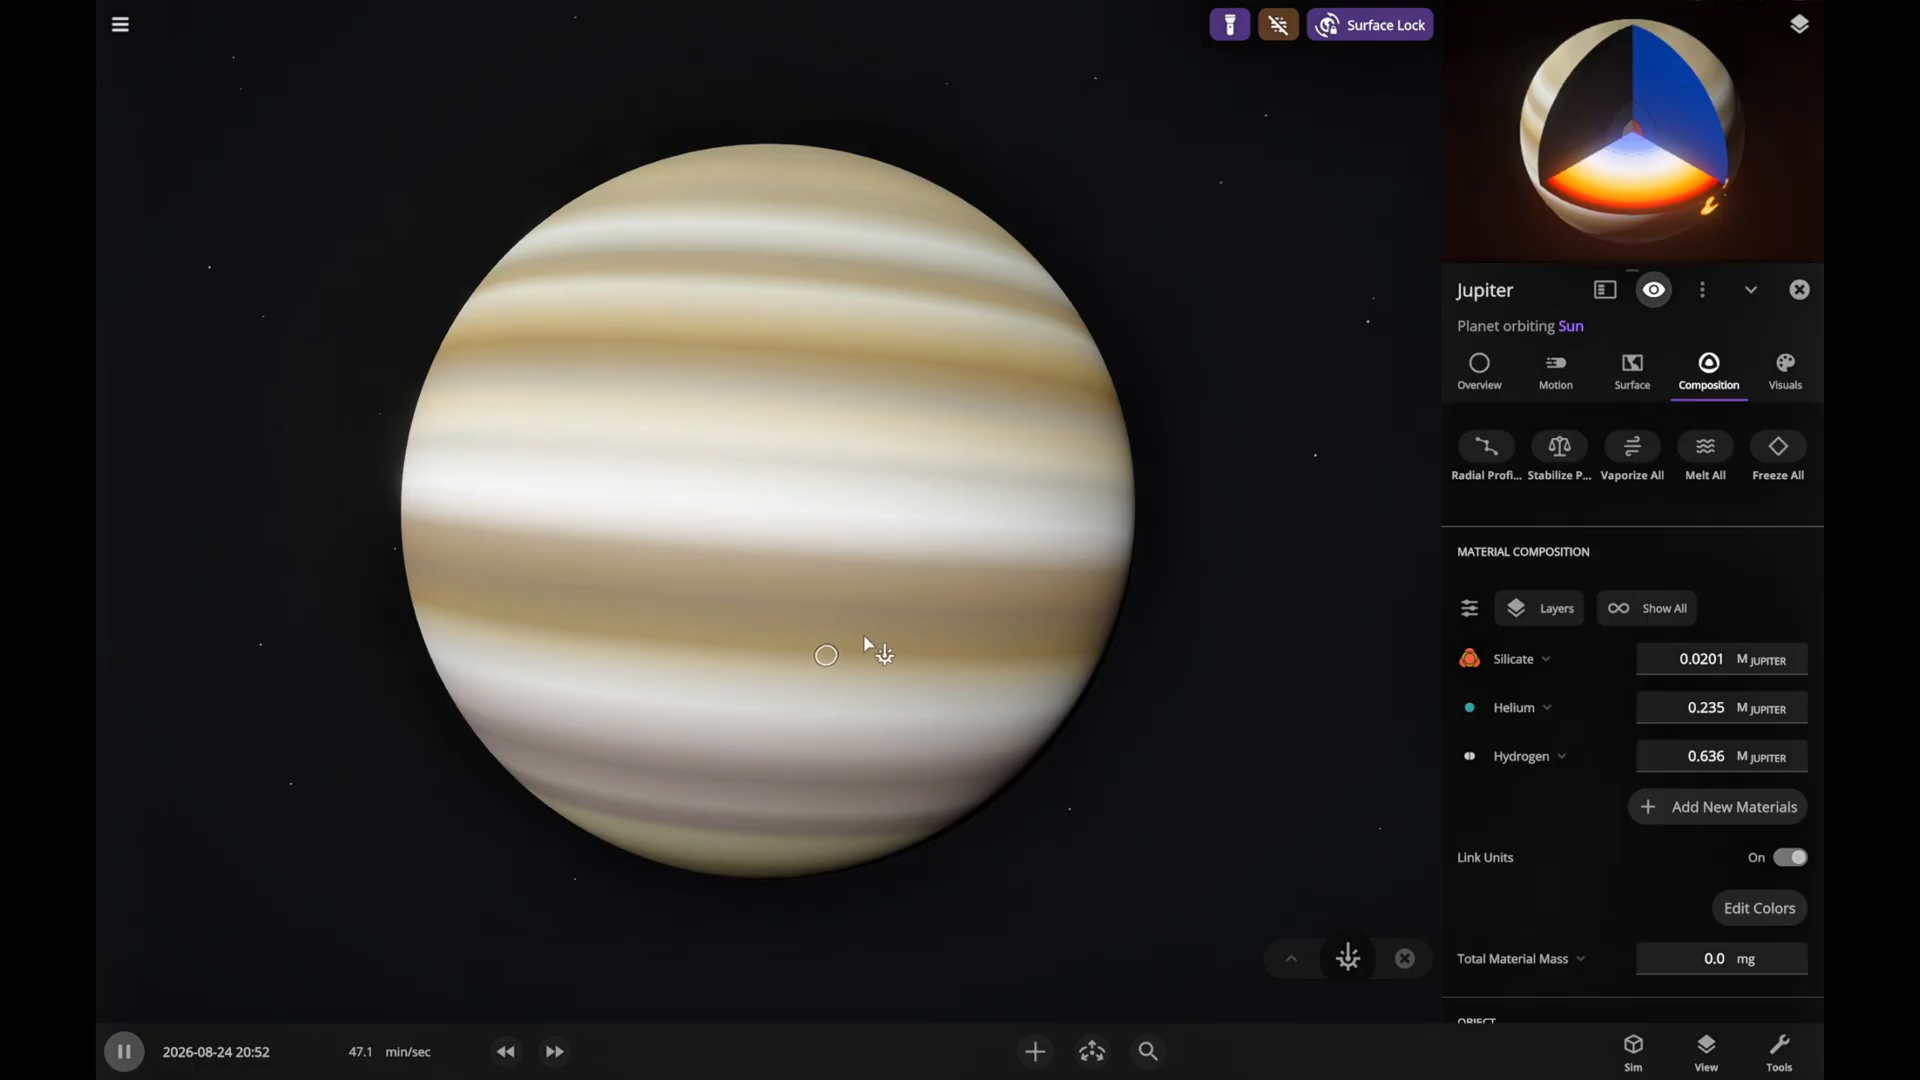 Surface Lock
Jupiter
Planet orbiting Sun
Overview
Motion
Surface
Composition
Visuals
Radial Profi...
Stabilize P...
Vaporize All
Melt All
Freeze All
MATERIAL COMPOSITION
Layers
Show All
Silicate 0.0201 M JUPITER
Helium 0.235 M JUPITER
Hydrogen 0.636 M JUPITER
Add New Materials
Link Units On
Edit Colors
Total Material Mass 0.0 mg
OBJECT
2026-08-24 20:52 47.1 min/sec
Sim
View
Tools